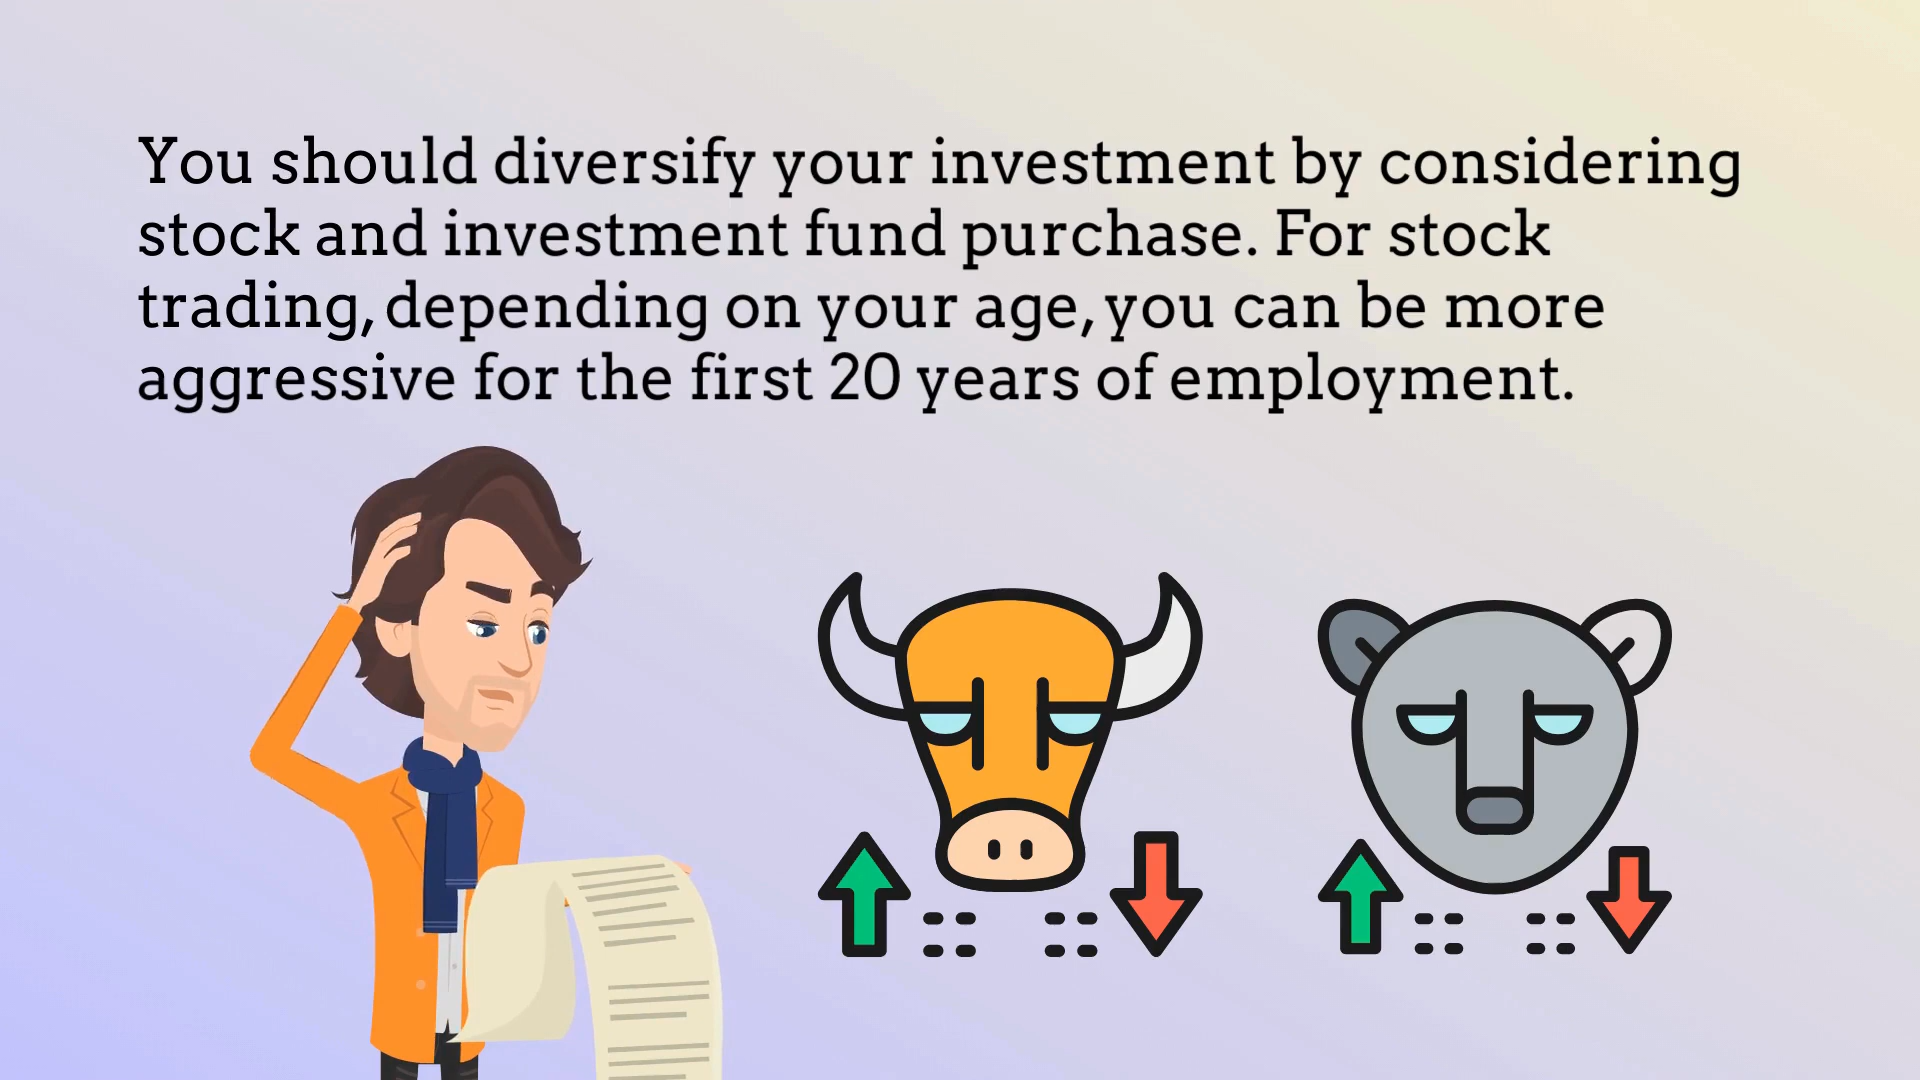 You should diversify your investment by considering
stock and investment fund purchase. For stock
trading, depending on your age, you can be more
aggressive for the first 20 years of employment.